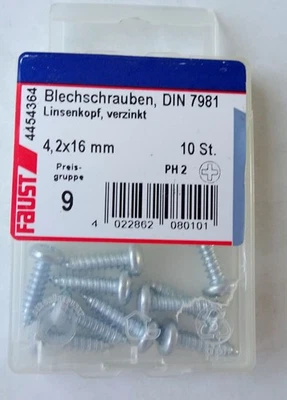 4454364
Blechschrauben, DIN 7981
Linsenkopf, verzinkt
4,2x16 mm
10 St.
Preis-
gruppe
9
PH 2
4 022862 080101
FAUST